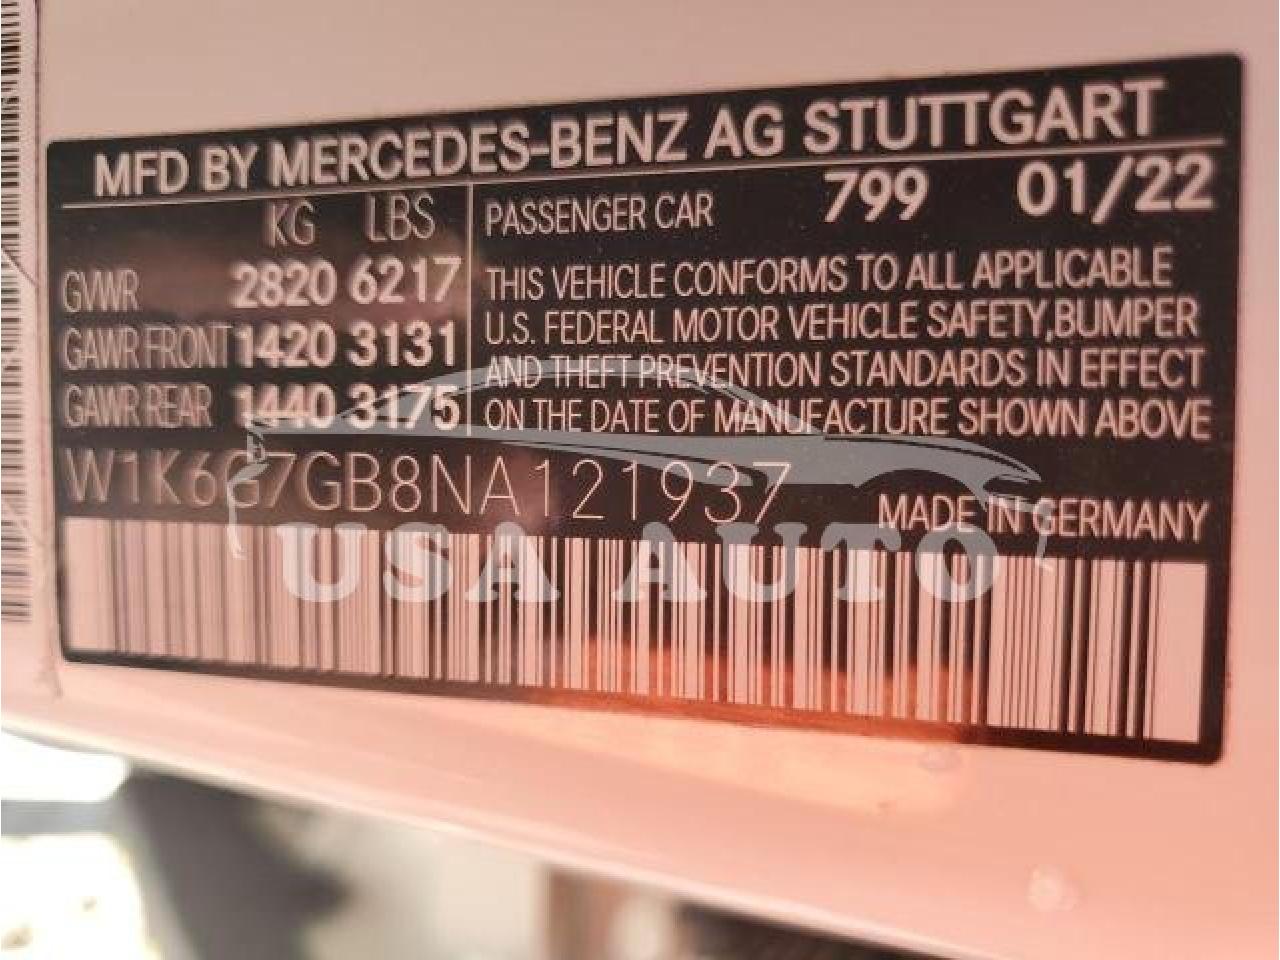 MFD BY MERCEDES-BENZ AG STUTTGART
KG LBS
GVWR 2820 6217
GAWR FRONT 1420 3131
GAWR REAR 1440 3175
PASSENGER CAR 799 01/22
THIS VEHICLE CONFORMS TO ALL APPLICABLE
U.S. FEDERAL MOTOR VEHICLE SAFETY,BUMPER
AND THEFT PREVENTION STANDARDS IN EFFECT
ON THE DATE OF MANUFACTURE SHOWN ABOVE
W1K6G7GB8NA121937
MADE IN GERMANY
USA AUTO